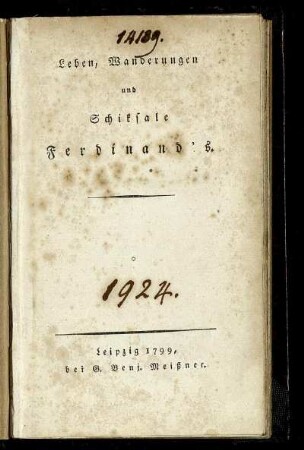 14189.
Leben, Wanderungen
und
Schiksale
Ferdinand's.
1924.
Leipzig 1799,
bei G. Benj. Meißner.